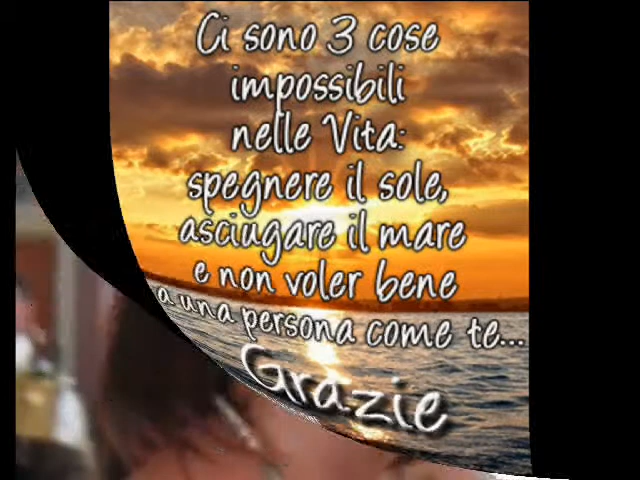 Ci sono 3 cose
impossibili
nelle Vita:
spegnere il sole,
asciugare il mare
e non voler bene
a una persona come te...
Grazie